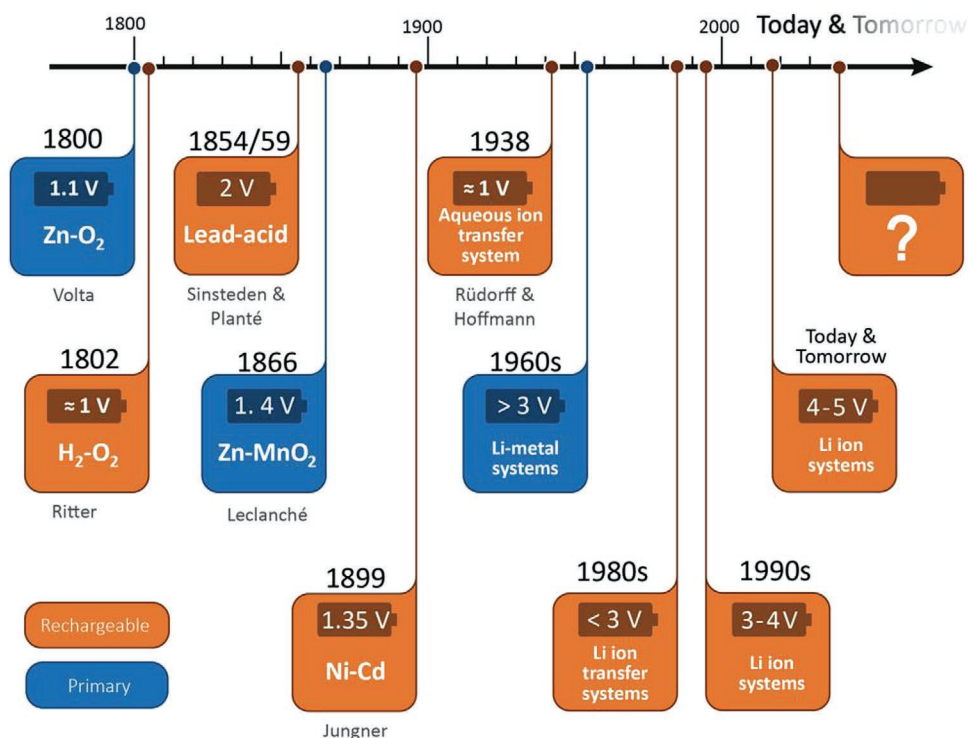 1800
1900
2000
Today & Tomorrow
1800
1.1 V
Zn-O₂
Volta
1802
≈ 1 V
H₂-O₂
Ritter
1854/59
2 V
Lead-acid
Sinsteden &
Planté
1866
1. 4 V
Zn-MnO₂
Leclanché
1899
1.35 V
Ni-Cd
Jungner
1938
≈ 1 V
Aqueous ion
transfer
system
Rüdorff &
Hoffmann
1960s
> 3 V
Li-metal
systems
1980s
< 3 V
Li ion
transfer
systems
1990s
3-4 V
Li ion
systems
Today &
Tomorrow
4-5 V
Li ion
systems
?
Rechargeable
Primary